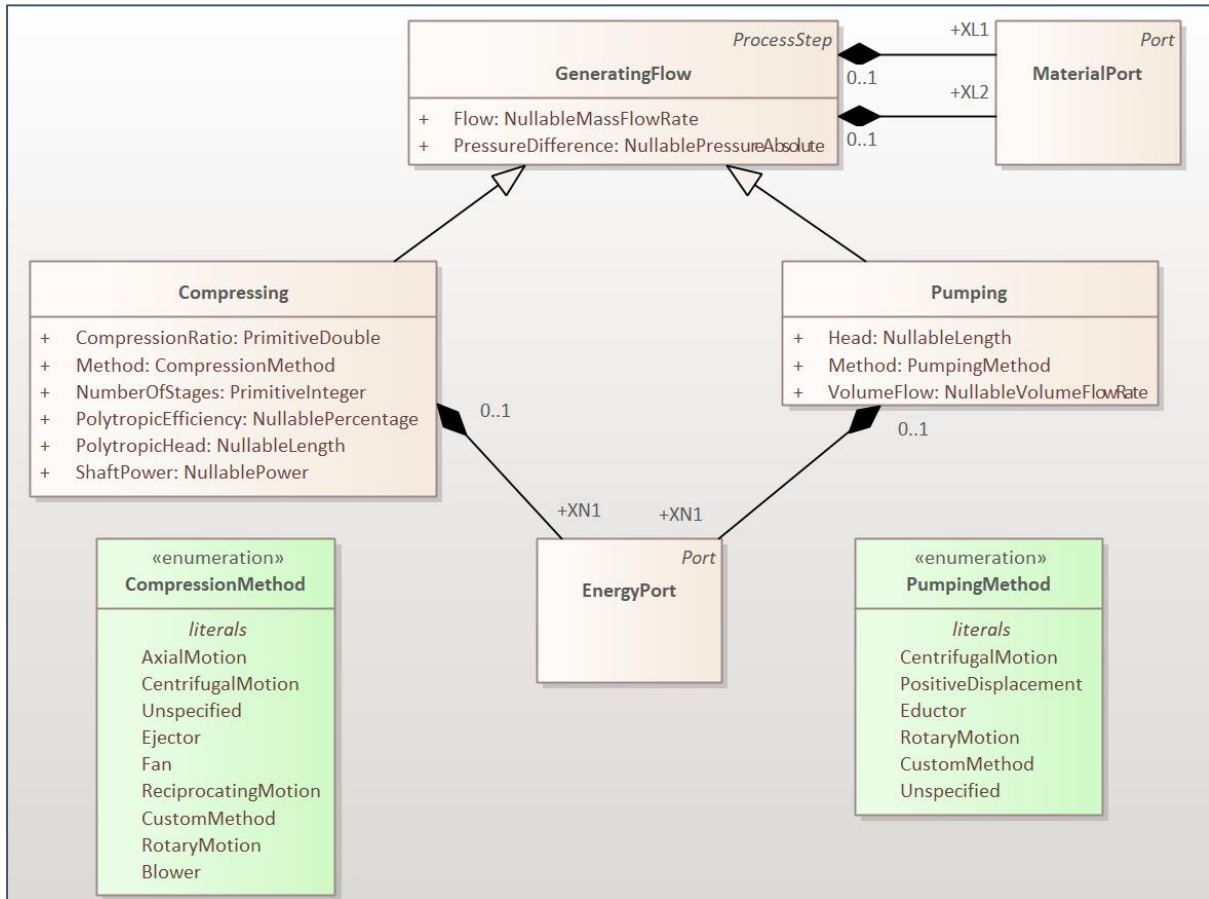 ProcessStep
GeneratingFlow
+ Flow: NullableMassFlowRate
+ PressureDifference: NullablePressureAbsolute
+XL1
0..1
+XL2
0..1
Port
MaterialPort
Compressing
+ CompressionRatio: PrimitiveDouble
+ Method: CompressionMethod
+ NumberOfStages: PrimitiveInteger
+ PolytropicEfficiency: NullablePercentage
+ PolytropicHead: NullableLength
+ ShaftPower: NullablePower
Pumping
+ Head: NullableLength
+ Method: PumpingMethod
+ VolumeFlow: NullableVolumeFlowRate
0..1
0..1
+XN1
+XN1
«enumeration»
CompressionMethod
literals
AxialMotion
CentrifugalMotion
Unspecified
Ejector
Fan
ReciprocatingMotion
CustomMethod
RotaryMotion
Blower
Port
EnergyPort
«enumeration»
PumpingMethod
literals
CentrifugalMotion
PositiveDisplacement
Eductor
RotaryMotion
CustomMethod
Unspecified